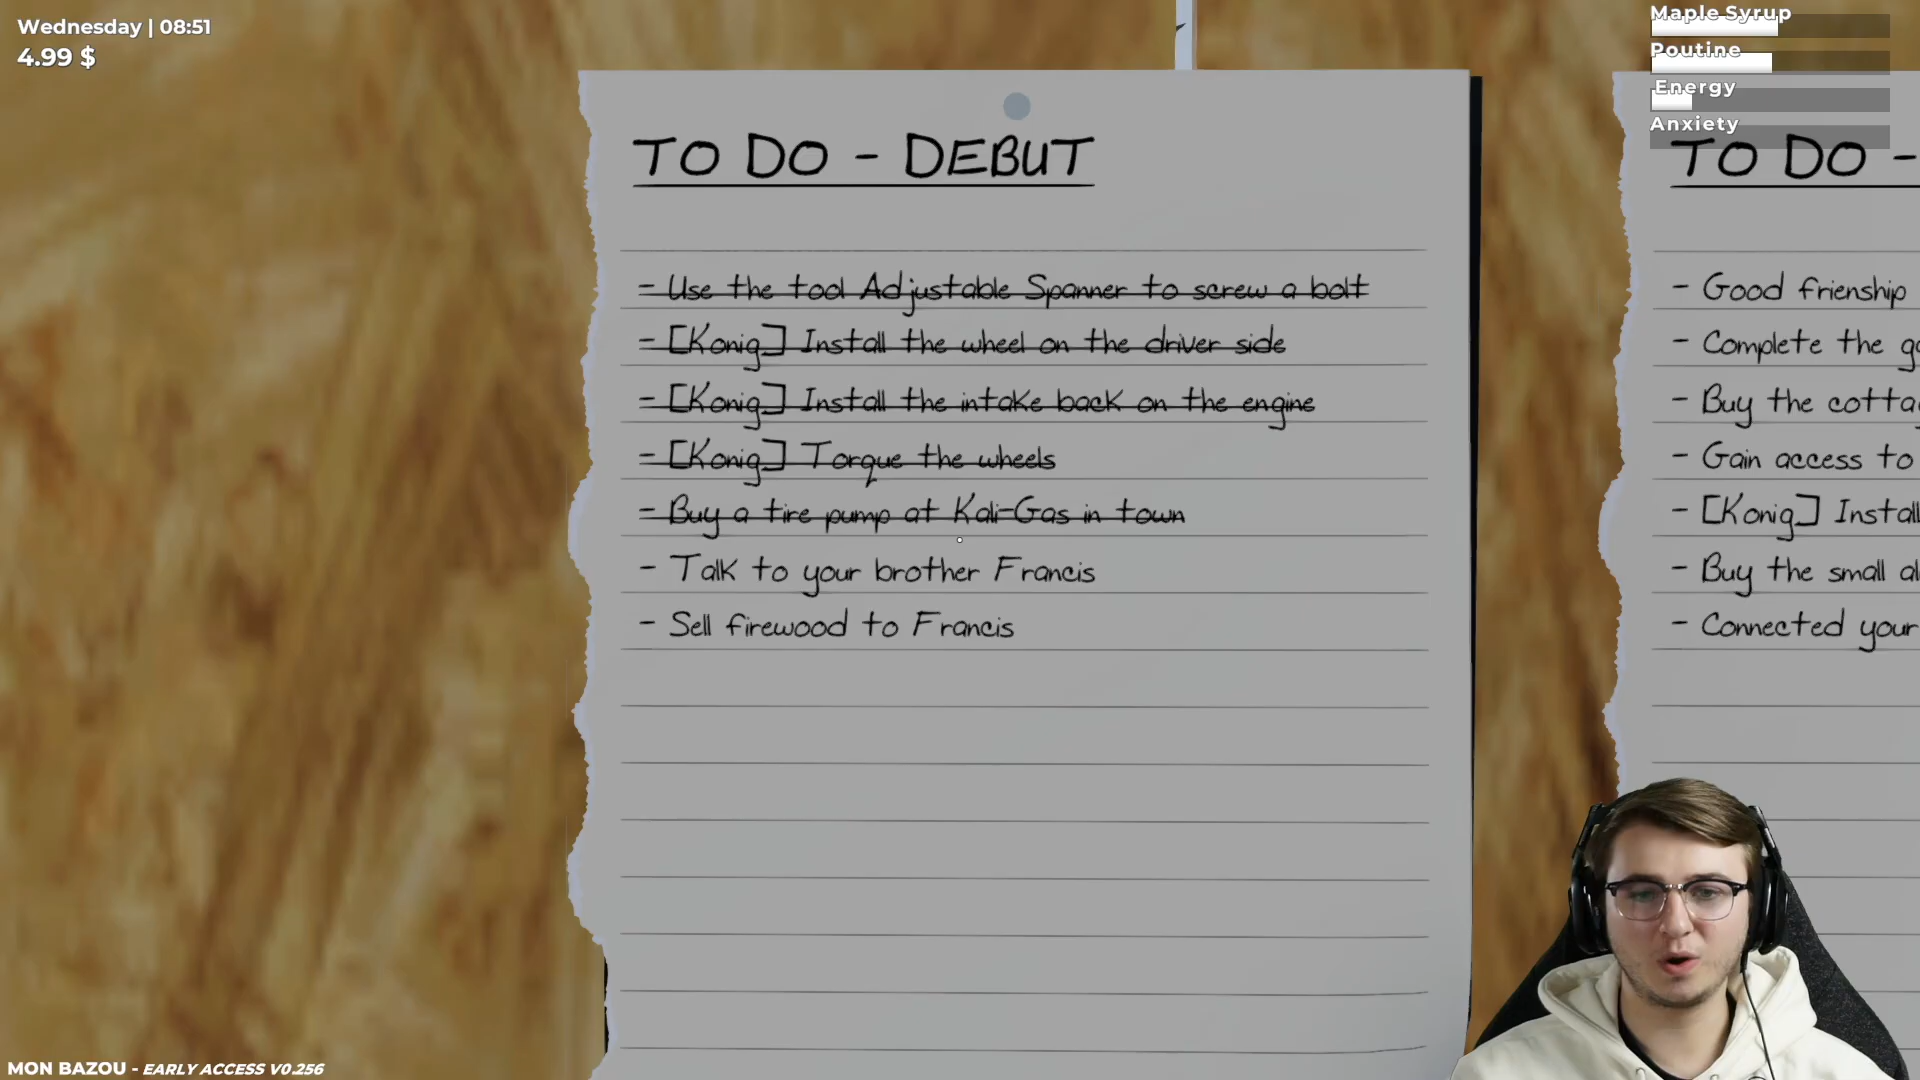 Wednesday | 08:51
4.99 $
Maple Syrup
Poutine
Energy
Anxiety
TO DO - DEBUT
- Use the tool Adjustable Spanner to screw a bolt
- [Konig] Install the wheel on the driver side
- [Konig] Install the intake back on the engine
- [Konig] Torque the wheels
- Buy a tire pump at Kali-Gas in town
- Talk to your brother Francis
- Sell firewood to Francis
TO DO -
- Good frienship
- Complete the
- Buy the
- Gain access to
- [Konig] Install
- Buy the small
- Connected your
MON BAZOU - EARLY ACCESS V0.256